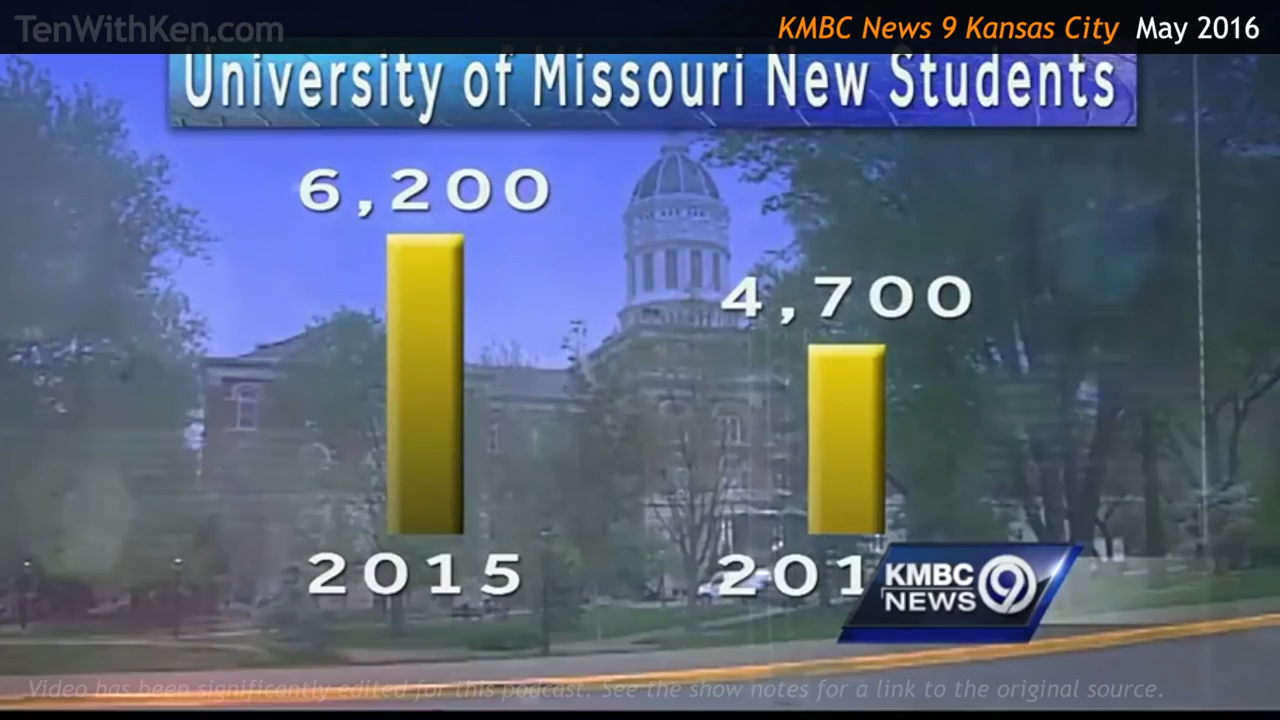 TenWithKen.com
KMBC News 9 Kansas City May 2016
University of Missouri New Students
6,200
4,700
2015
201
KMBC 9
NEWS
Video has been significantly edited for this podcast. See the show notes for a link to the original source.